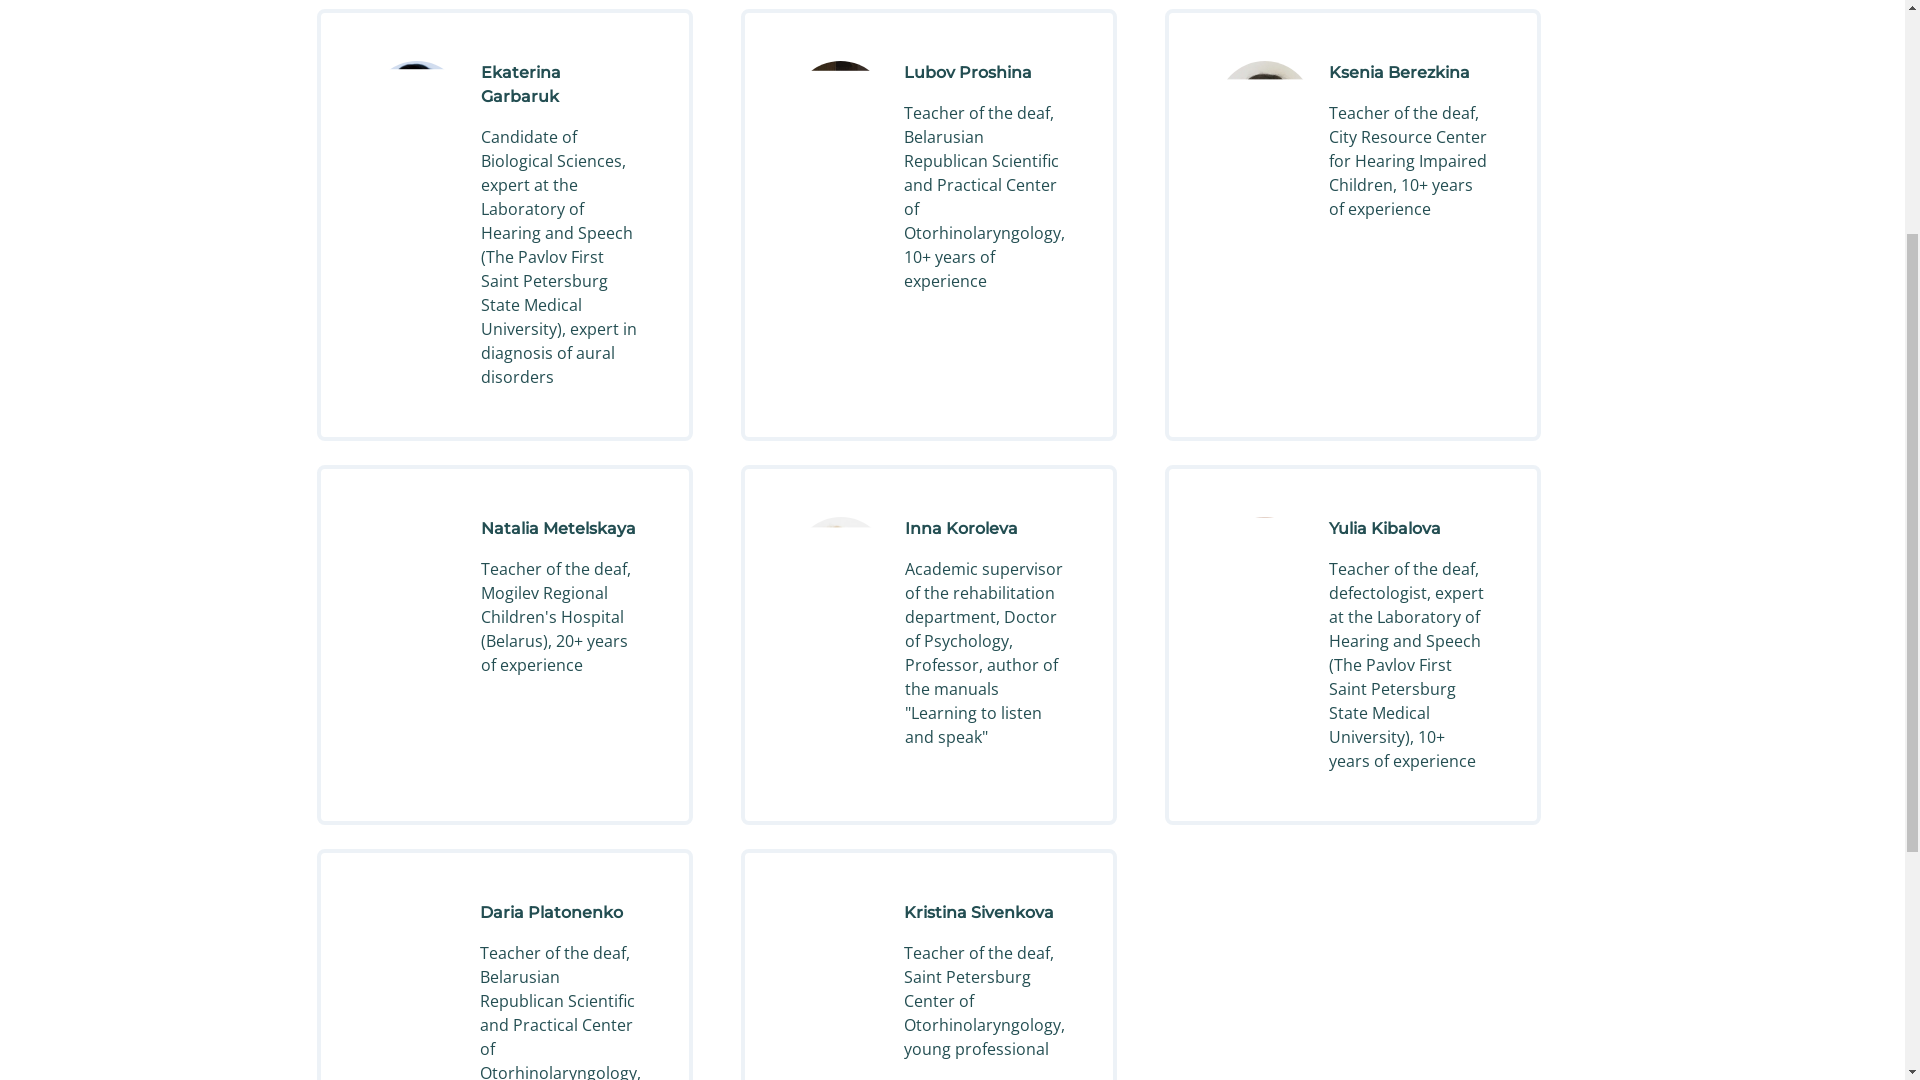 Ekaterina
Garbaruk
Candidate of
Biological Sciences,
expert at the
Laboratory of
Hearing and Speech
(The Pavlov First
Saint Petersburg
State Medical
University), expert in
diagnosis of aural
disorders
Lubov Proshina
Teacher of the deaf,
Belarusian
Republican Scientific
and Practical Center
of
Otorhinolaryngology,
10+ years of
experience
Ksenia Berezkina
Teacher of the deaf,
City Resource Center
for Hearing Impaired
Children, 10+ years
of experience
Natalia Metelskaya
Teacher of the deaf,
Mogilev Regional
Children's Hospital
(Belarus), 20+ years
of experience
Inna Koroleva
Academic supervisor
of the rehabilitation
department, Doctor
of Psychology,
Professor, author of
the manuals
"Learning to listen
and speak"
Yulia Kibalova
Teacher of the deaf,
defectologist, expert
at the Laboratory of
Hearing and Speech
(The Pavlov First
Saint Petersburg
State Medical
University), 10+
years of experience
Daria Platonenko
Teacher of the deaf,
Belarusian
Republican Scientific
and Practical Center
of
Otorhinolaryngology,
Kristina Sivenkova
Teacher of the deaf,
Saint Petersburg
Center of
Otorhinolaryngology,
young professional